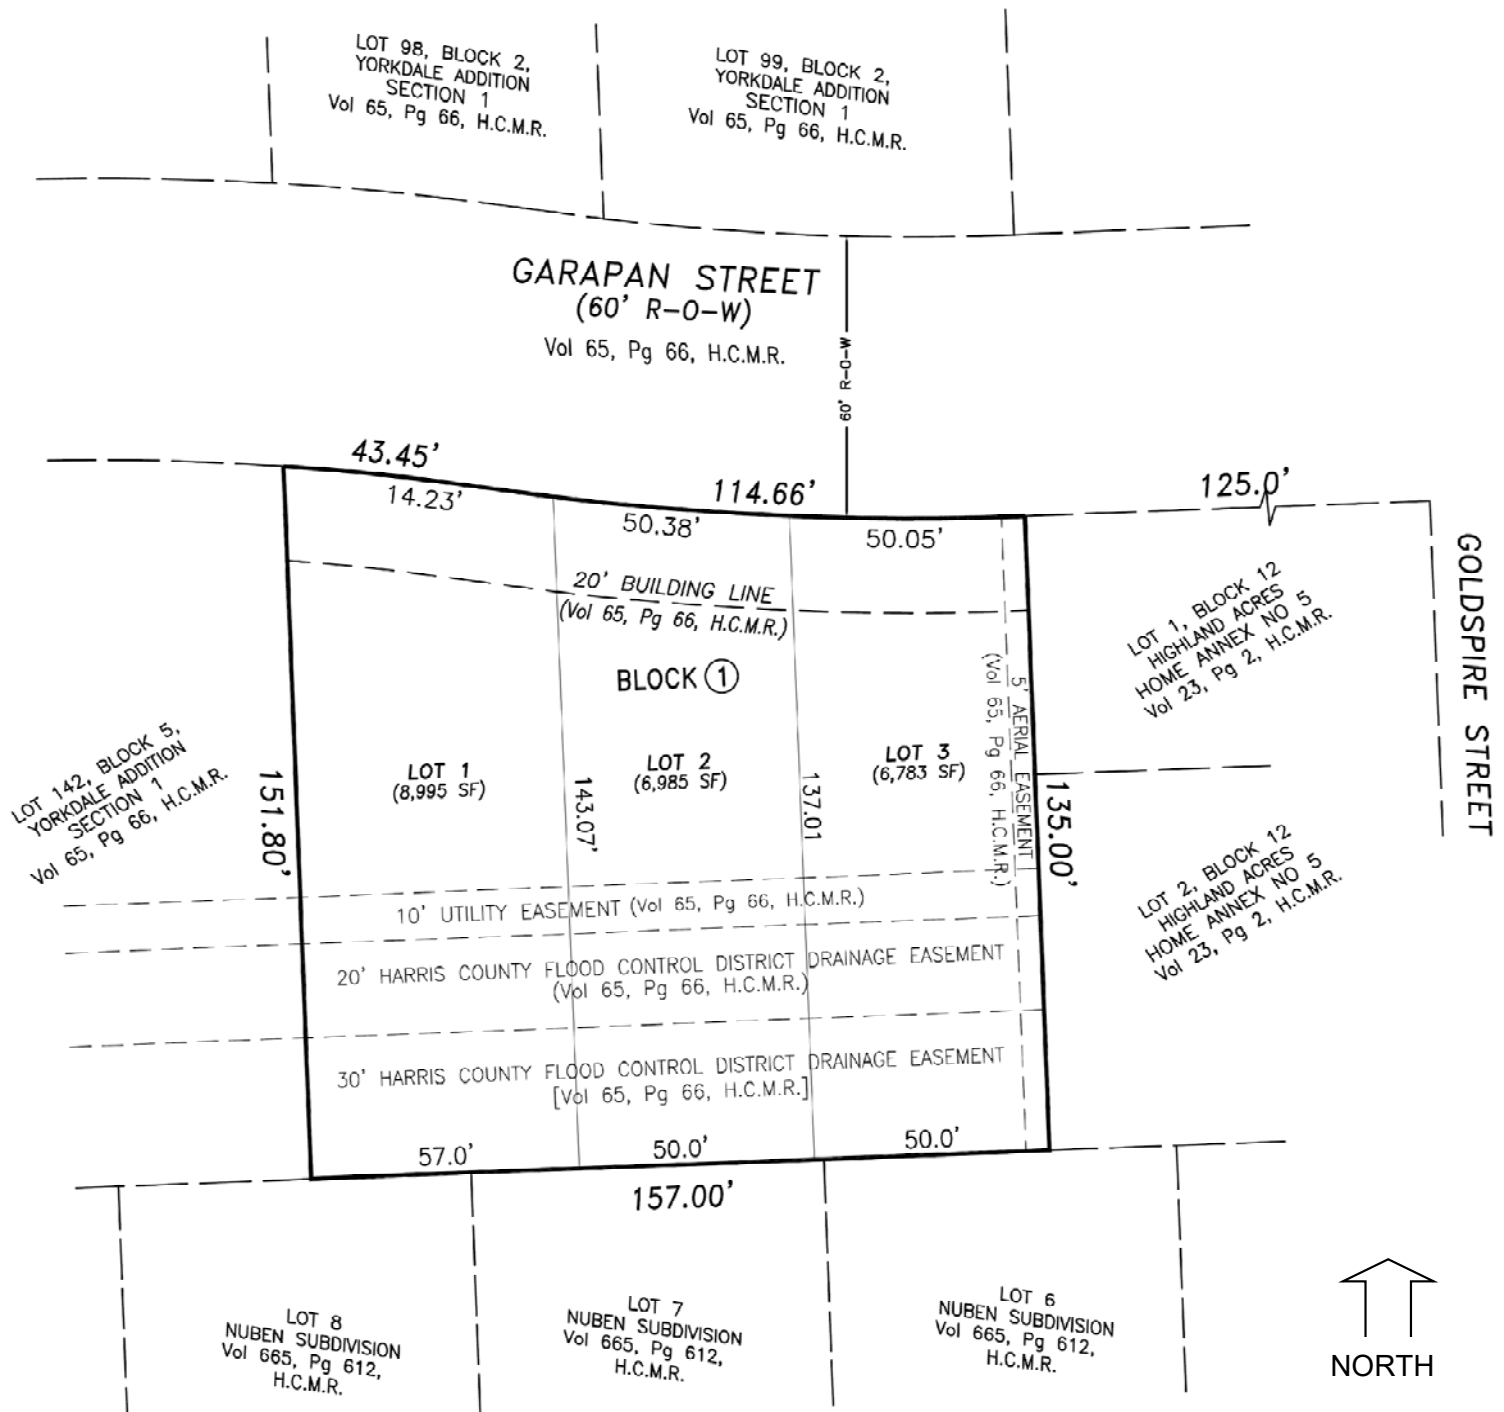 LOT 98, BLOCK 2,
YORKDALE ADDITION
SECTION 1
Vol 65, Pg 66, H.C.M.R.
LOT 99, BLOCK 2,
YORKDALE ADDITION
SECTION 1
Vol 65, Pg 66, H.C.M.R.
GARAPAN STREET
(60' R-O-W)
Vol 65, Pg 66, H.C.M.R.
60' R-O-W
43.45'
114.66'
125.0'
14.23'
50.38'
50.05'
20' BUILDING LINE
(Vol 65, Pg 66, H.C.M.R.)
BLOCK 1
GOLDSPIRE STREET
LOT 1, BLOCK 12
HIGHLAND ACRES
HOME ANNEX NO 5
Vol 23, Pg 2, H.C.M.R.
5' AERIAL EASEMENT
(Vol 65, Pg 66, H.C.M.R.)
LOT 142, BLOCK 5,
YORKDALE ADDITION
SECTION 1
Vol 65, Pg 66, H.C.M.R.
151.80'
LOT 1
(8,995 SF)
143.07'
LOT 2
(6,985 SF)
137.01
LOT 3
(6,783 SF)
135.00'
LOT 2, BLOCK 12
HIGHLAND ACRES
HOME ANNEX NO 5
Vol 23, Pg 2, H.C.M.R.
10' UTILITY EASEMENT (Vol 65, Pg 66, H.C.M.R.)
20' HARRIS COUNTY FLOOD CONTROL DISTRICT DRAINAGE EASEMENT
(Vol 65, Pg 66, H.C.M.R.)
30' HARRIS COUNTY FLOOD CONTROL DISTRICT DRAINAGE EASEMENT
[Vol 65, Pg 66, H.C.M.R.]
57.0'
50.0'
50.0'
157.00'
LOT 8
NUBEN SUBDIVISION
Vol 665, Pg 612,
H.C.M.R.
LOT 7
NUBEN SUBDIVISION
Vol 665, Pg 612,
H.C.M.R.
LOT 6
NUBEN SUBDIVISION
Vol 665, Pg 612,
H.C.M.R.
NORTH